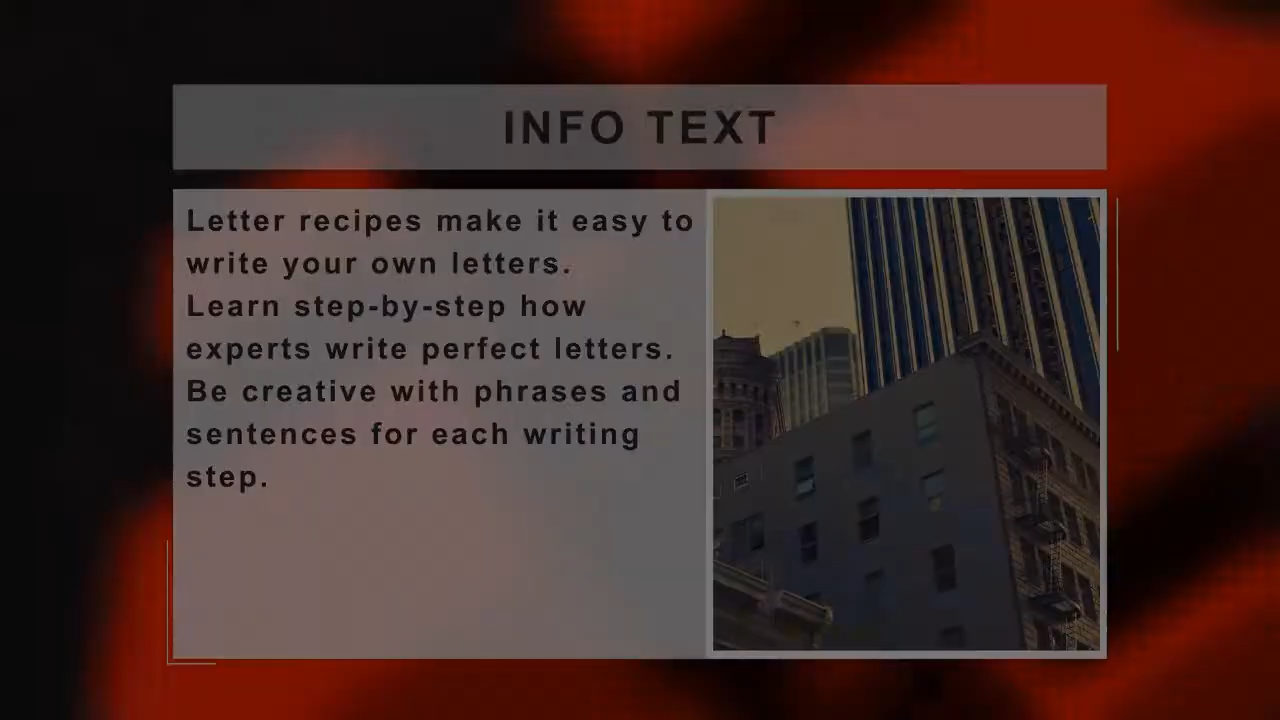 INFO TEXT
Letter recipes make it easy to
write your own letters.
Learn step-by-step how
experts write perfect letters.
Be creative with phrases and
sentences for each writing
step.